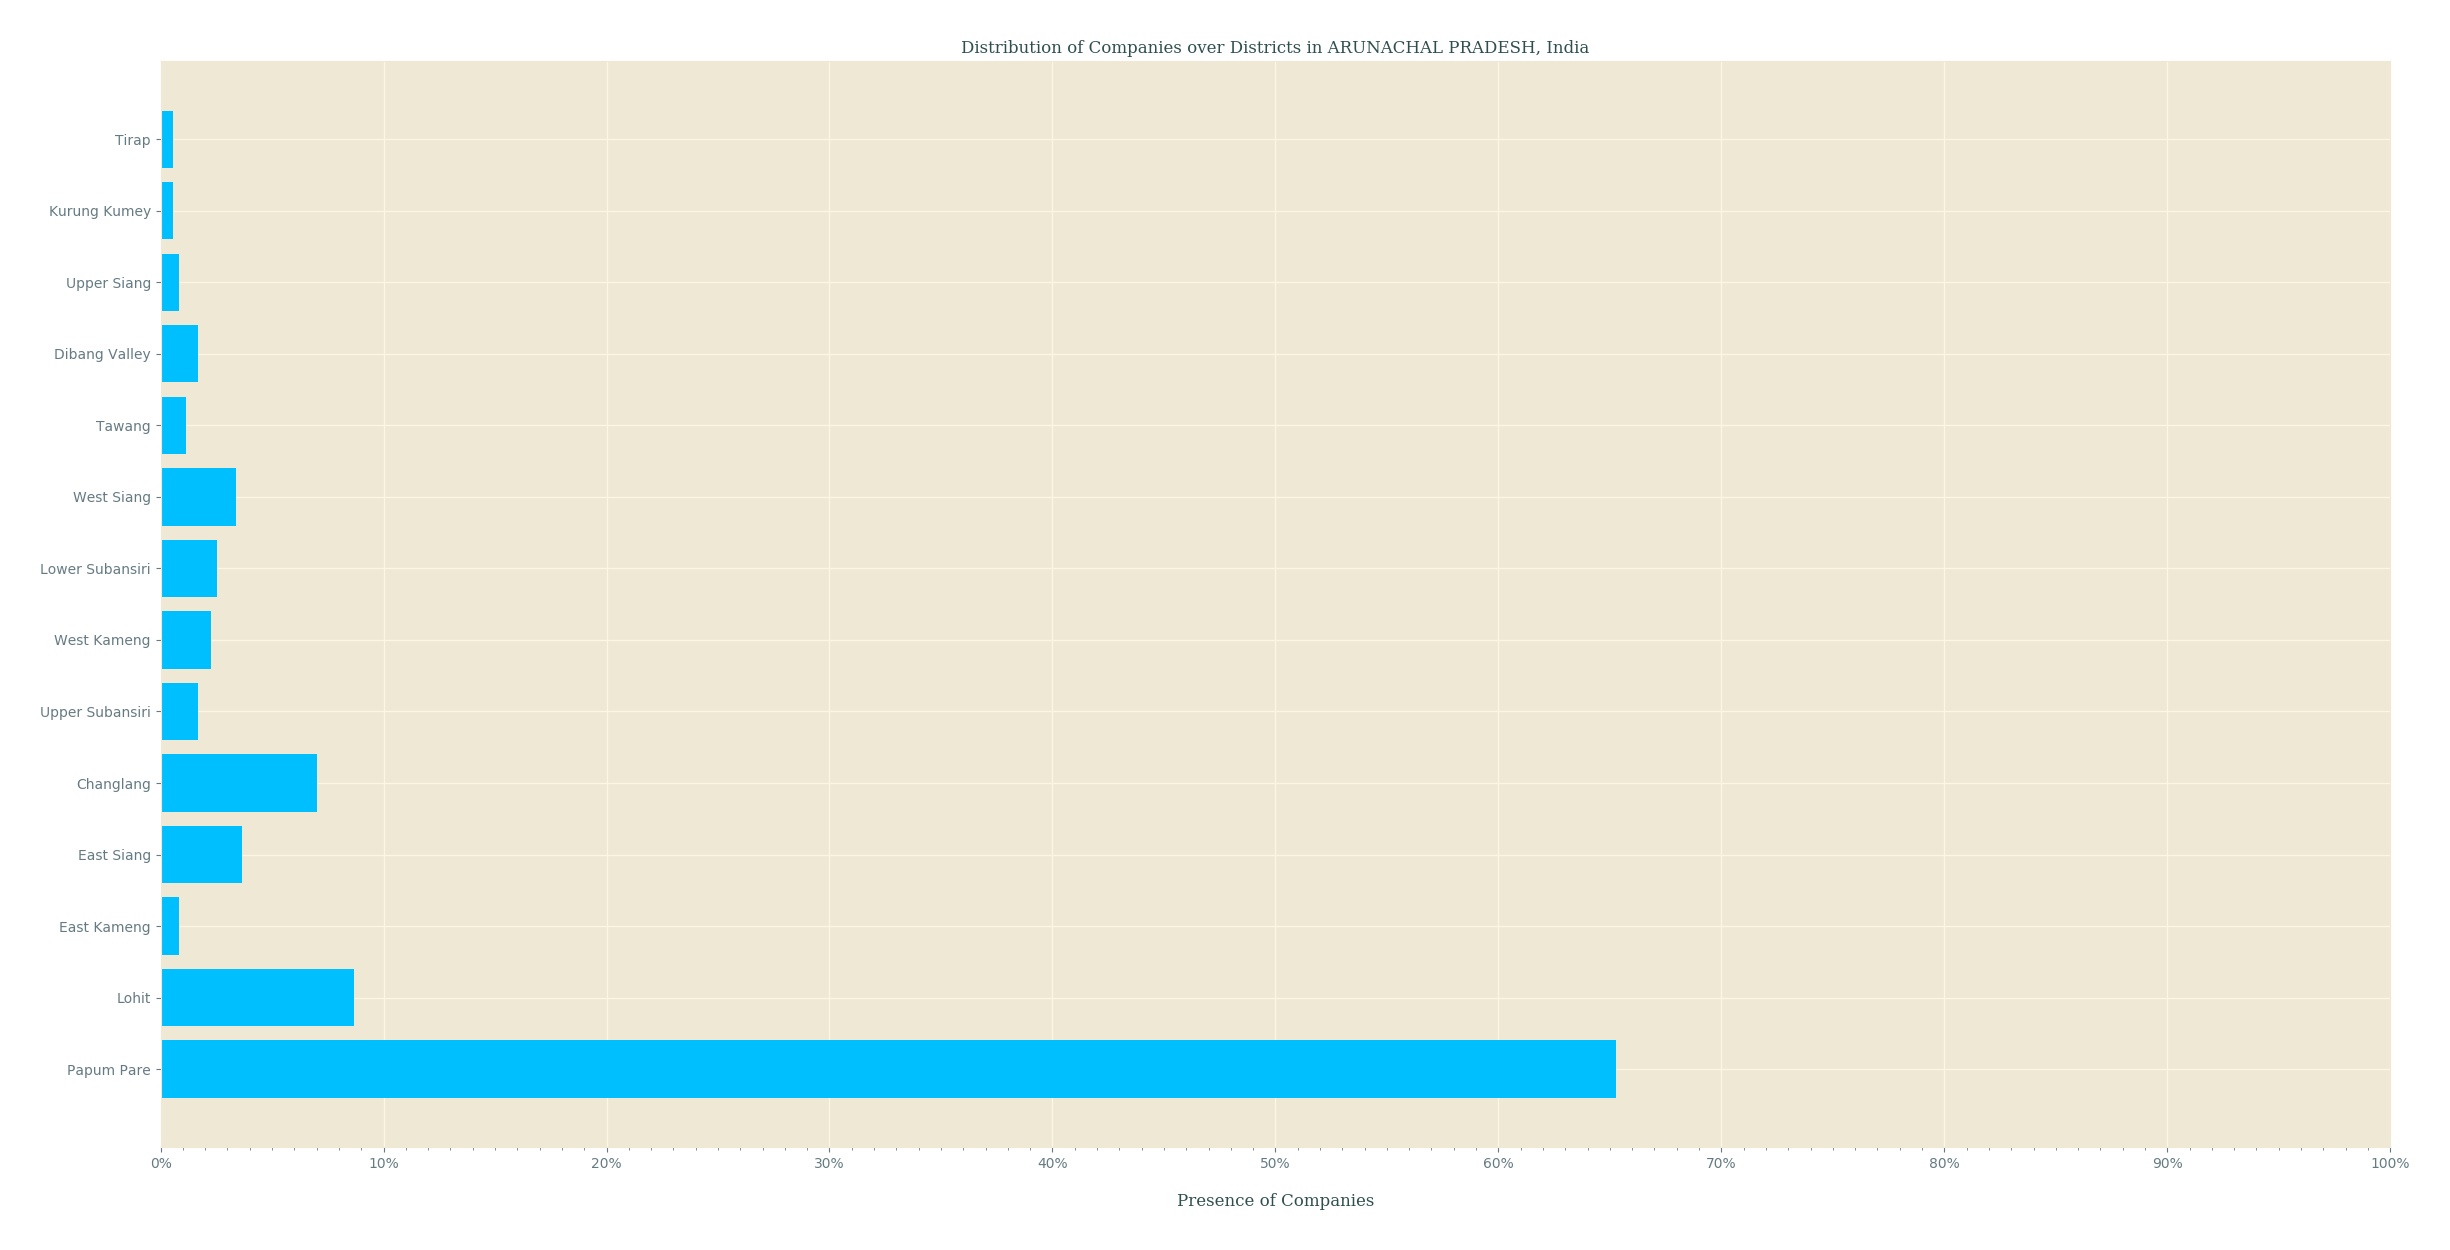 Distribution of Companies over Districts in ARUNACHAL PRADESH, India
Tirap
Kurung Kumey
Upper Siang
Dibang Valley
Tawang
West Siang
Lower Subansiri
West Kameng
Upper Subansiri
Changlang
East Siang
East Kameng
Lohit
Papum Pare
0% 10% 20% 30% 40% 50% 60% 70% 80% 90% 100%
Presence of Companies